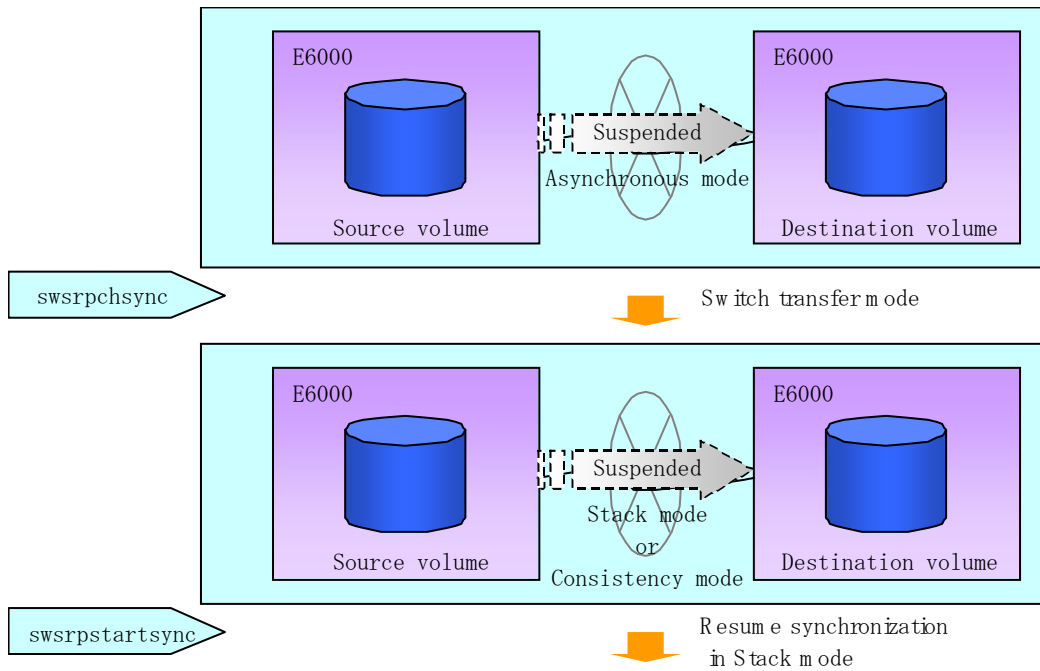 E6000
E6000
Suspended
Asynchronous mode
Source volume
Destination volume
swsrpchsync
Switch transfer mode
E6000
E6000
Suspended
Stack mode
or
Consistency mode
Source volume
Destination volume
swsrpstartsync
Resume synchronization
in Stack mode